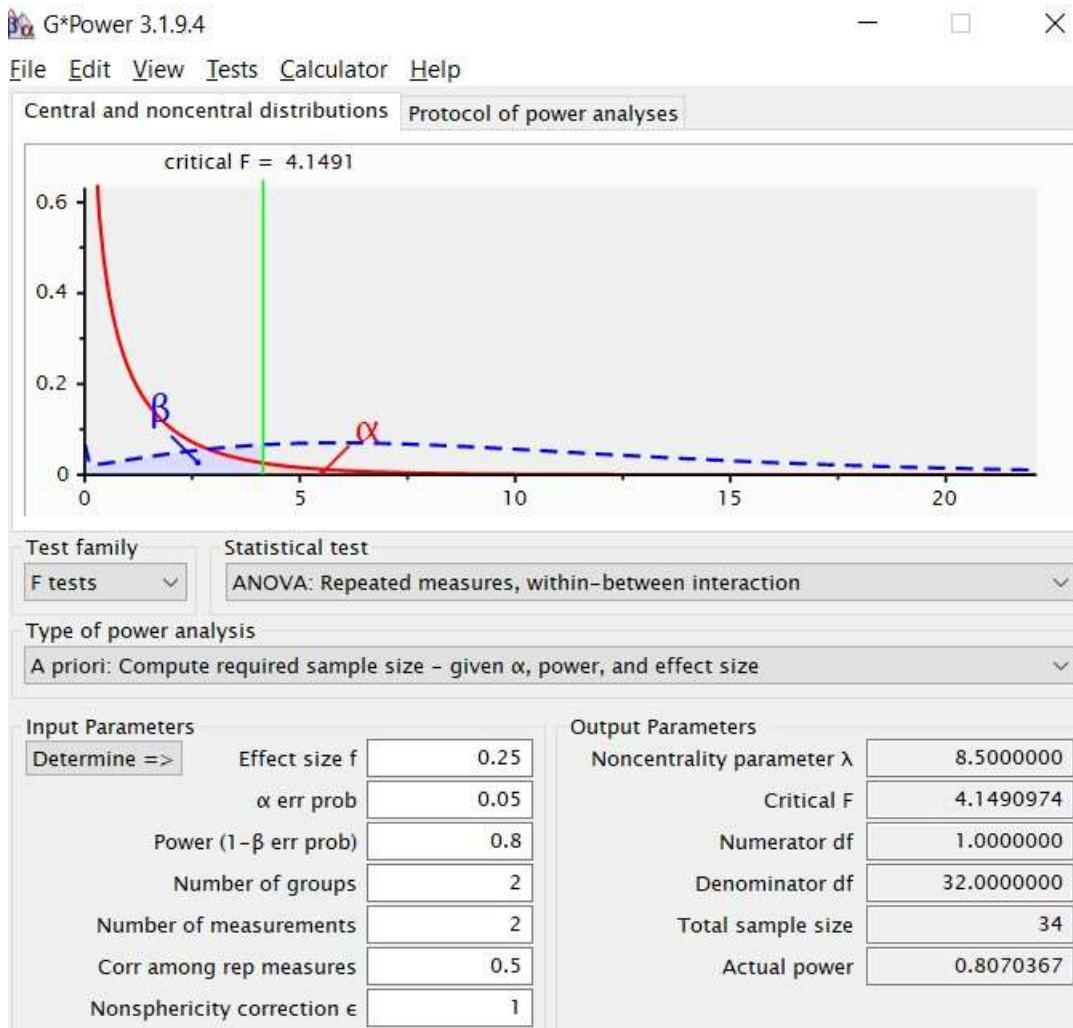 G*Power 3.1.9.4
File Edit View Tests Calculator Help
Central and noncentral distributions Protocol of power analyses
critical F = 4.1491
0.6
0.4
0.2
β
α
0
0 5 10 15 20
Test family Statistical test
F tests ANOVA: Repeated measures, within-between interaction
Type of power analysis
A priori: Compute required sample size - given α, power, and effect size
Input Parameters Output Parameters
Determine => Effect size f 0.25 Noncentrality parameter λ 8.5000000
α err prob 0.05 Critical F 4.1490974
Power (1-β err prob) 0.8 Numerator df 1.0000000
Number of groups 2 Denominator df 32.0000000
Number of measurements 2 Total sample size 34
Corr among rep measures 0.5 Actual power 0.8070367
Nonsphericity correction ϵ 1